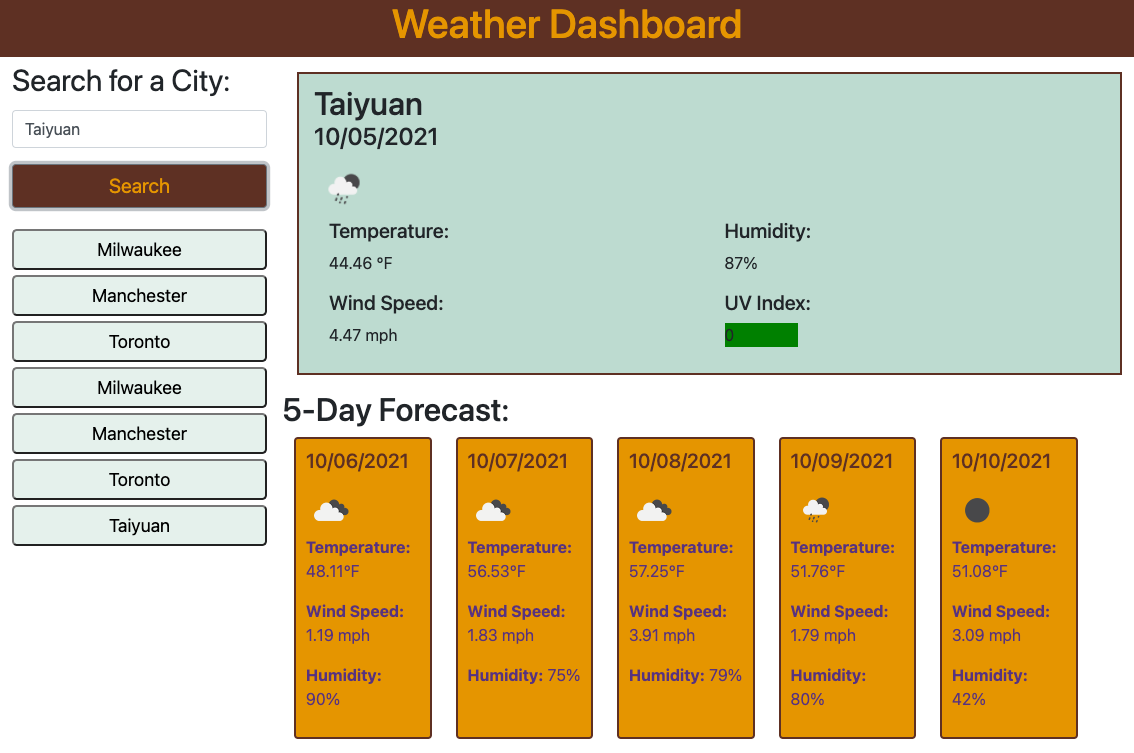 Weather Dashboard
Search for a City:
Taiyuan
Search
Milwaukee
Manchester
Toronto
Milwaukee
Manchester
Toronto
Taiyuan
Taiyuan
10/05/2021
Temperature:
44.46 °F
Humidity:
87%
Wind Speed:
4.47 mph
UV Index:
0
5-Day Forecast:
10/06/2021
Temperature:
48.11°F
Wind Speed:
1.19 mph
Humidity:
90%
10/07/2021
Temperature:
56.53°F
Wind Speed:
1.83 mph
Humidity: 75%
10/08/2021
Temperature:
57.25°F
Wind Speed:
3.91 mph
Humidity: 79%
10/09/2021
Temperature:
51.76°F
Wind Speed:
1.79 mph
Humidity:
80%
10/10/2021
Temperature:
51.08°F
Wind Speed:
3.09 mph
Humidity:
42%